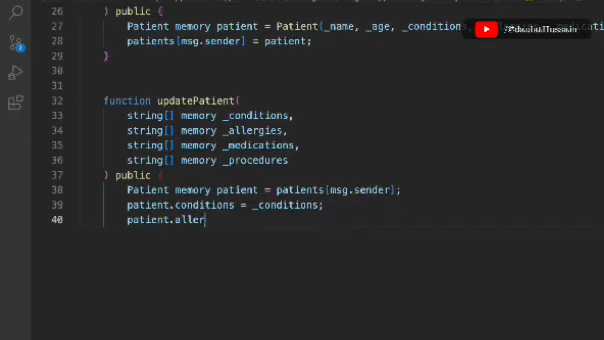 26 ) public {
27 Patient memory patient = Patient(_name, _age, _conditions,
28 patients[msg.sender] = patient;
29 }
30
31
32 function updatePatient(
33 string[] memory _conditions,
34 string[] memory _allergies,
35 string[] memory _medications,
36 string[] memory _procedures
37 ) public {
38 Patient memory patient = patients[msg.sender];
39 patient.conditions = _conditions;
40 patient.aller